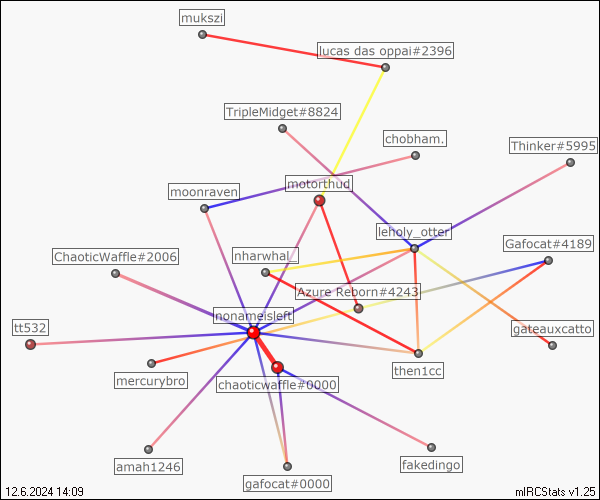 mukszi
lucas das oppai#2396
TripleMidget#8824
chobham.
Thinker#5995
motorthud
moonraven
leholy_otter
Gafocat#4189
ChaoticWaffle#2006
nharwhal_
Azure Reborn#4243
nonameisleft
tt532
gateauxcatto
mercurybro
then1cc
chaoticwaffle#0000
amah1246
fakedingo
gafocat#0000
12.6.2024 14:09
mIRCStats v1.25